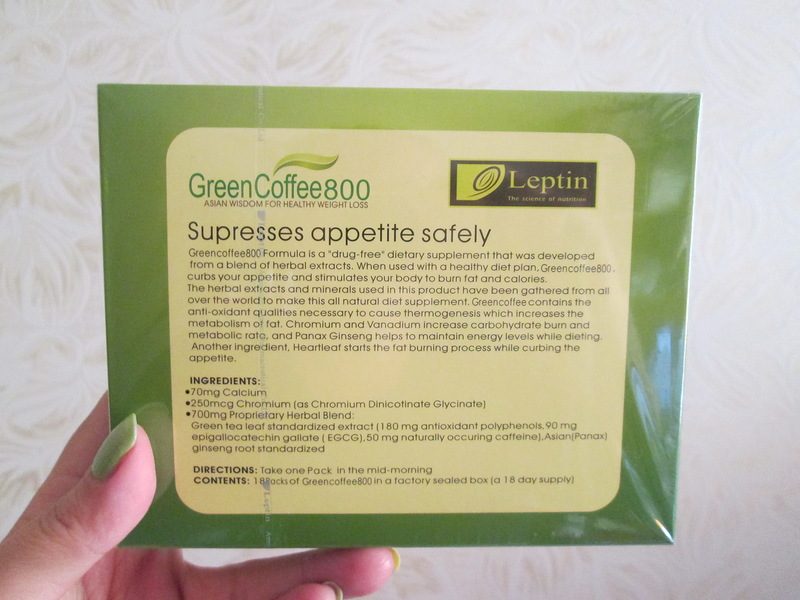 GreenCoffee800
ASIAN WISDOM FOR HEALTHY WEIGHT LOSS
Leptin
The science of nutrition
Supresses appetite safely
Greencoffee800 Formula is a "drug-free" dietary supplement that was developed
from a blend of herbal extracts. When used with a healthy diet plan, Greencoffee800.
curbs your appetite and stimulates your body to burn fat and calories.
The herbal extracts and minerals used in this product have been gathered from all
over the world to make this all natural diet supplement. Greencoffee contains the
anti-oxidant qualities necessary to cause thermogenesis which increases the
metabolism of fat. Chromium and Vanadium increase carbohydrate burn and
metabolic rate, and Panax Ginseng helps to maintain energy levels while dieting.
Another ingredient, Heartleaf starts the fat burning process while curbing the
appetite.
INGREDIENTS:
•70mg Calcium
•250mcg Chromium (as Chromium Dinicotinate Glycinate)
•700mg Proprietary Herbal Blend:
Green tea leaf standardized extract (180 mg antioxidant polyphenols, 90 mg
epigallocatechin gallate ( EGCG), 50 mg naturally occuring caffeine), Asian(Panax)
ginseng root standardized
DIRECTIONS: Take one Pack in the mid-morning
CONTENTS: 18Packs of Greencoffee800 in a factory sealed box (a 18 day supply)
Leptin